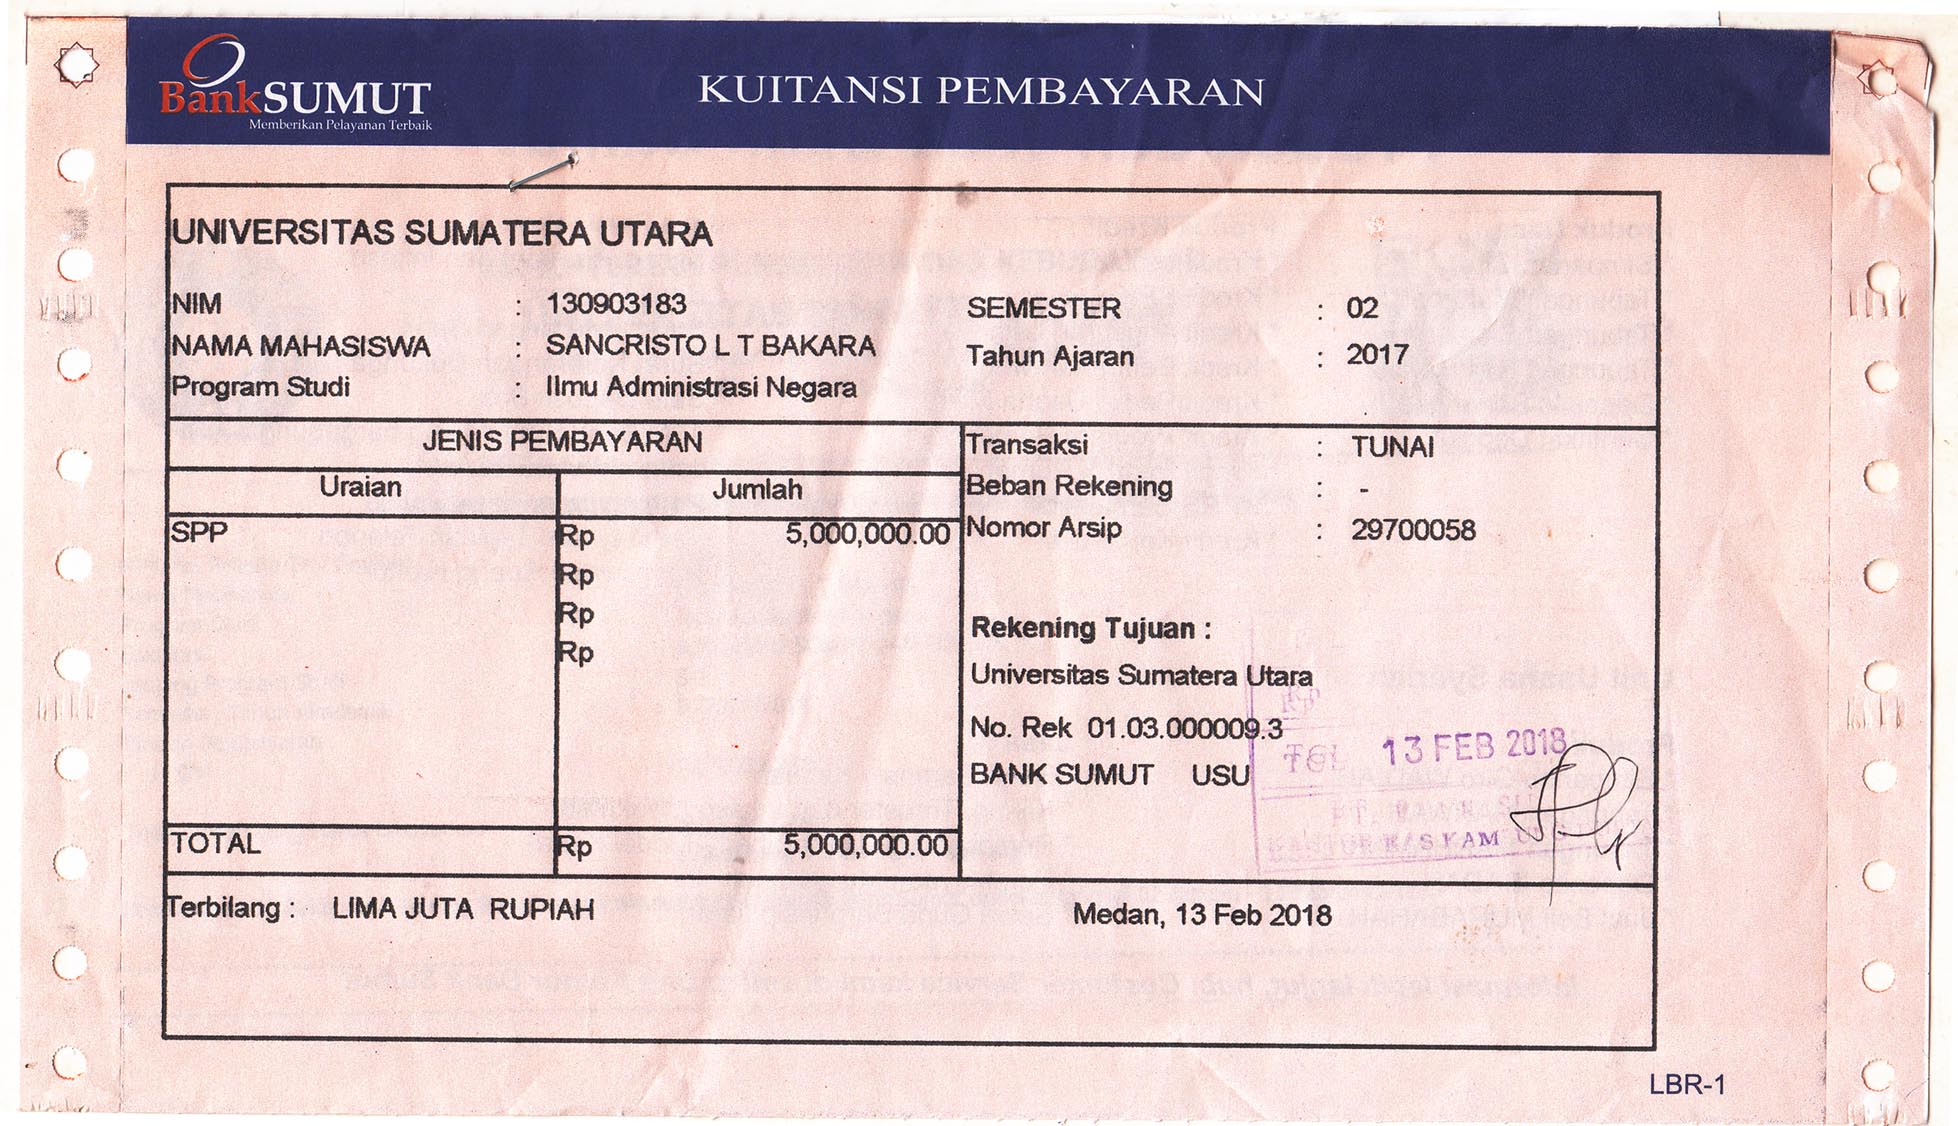 BankSUMUT
Memberikan Pelayanan Terbaik
KUITANSI PEMBAYARAN
UNIVERSITAS SUMATERA UTARA
NIM : 130903183 SEMESTER : 02
NAMA MAHASISWA : SANCRISTO L T BAKARA Tahun Ajaran : 2017
Program Studi : Ilmu Administrasi Negara
JENIS PEMBAYARAN Transaksi : TUNAI
Uraian Jumlah Beban Rekening : -
SPP Rp 5,000,000.00 Nomor Arsip : 29700058
Rp
Rp
Rp
Rekening Tujuan :
Universitas Sumatera Utara
No. Rek 01.03.000009.3
BANK SUMUT USU
TGL 13 FEB 2018
KANTOR KAS KAM
TOTAL Rp 5,000,000.00
Terbilang : LIMA JUTA RUPIAH Medan, 13 Feb 2018
LBR-1